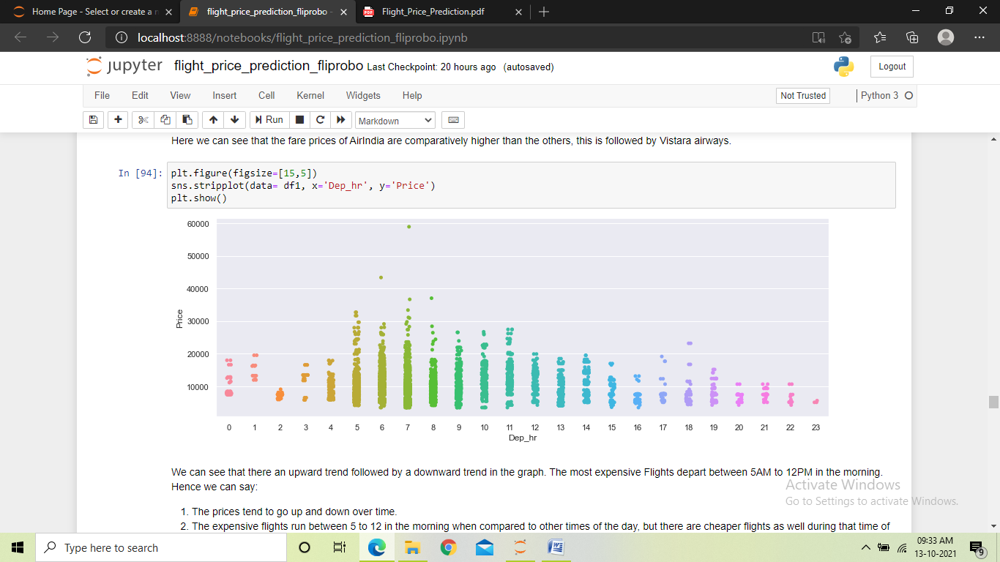 Home Page - Select or create a n
flight_price_prediction_fliprobo -
PDF
Flight_Price_Prediction.pdf
localhost:8888/notebooks/flight_price_prediction_fliprobo.ipynb
jupyter flight_price_prediction_fliprobo Last Checkpoint: 20 hours ago (autosaved)
Logout
File Edit View Insert Cell Kernel Widgets Help
Not Trusted
Python 3
Run
Markdown
Here we can see that the fare prices of AirIndia are comparatively higher than the others, this is followed by Vistara airways.
In [94]:
plt.figure(figsize=[15,5])
sns.stripplot(data= df1, x='Dep_hr', y='Price')
plt.show()
60000
50000
40000
30000
20000
10000
Price
0 1 2 3 4 5 6 7 8 9 10 11 12 13 14 15 16 17 18 19 20 21 22 23
Dep_hr
We can see that there an upward trend followed by a downward trend in the graph. The most expensive Flights depart between 5AM to 12PM in the morning.
Hence we can say:
1. The prices tend to go up and down over time.
2. The expensive flights run between 5 to 12 in the morning when compared to other times of the day, but there are cheaper flights as well during that time of
Activate Windows
Go to Settings to activate Windows.
Type here to search
W
09:33 AM
13-10-2021
9